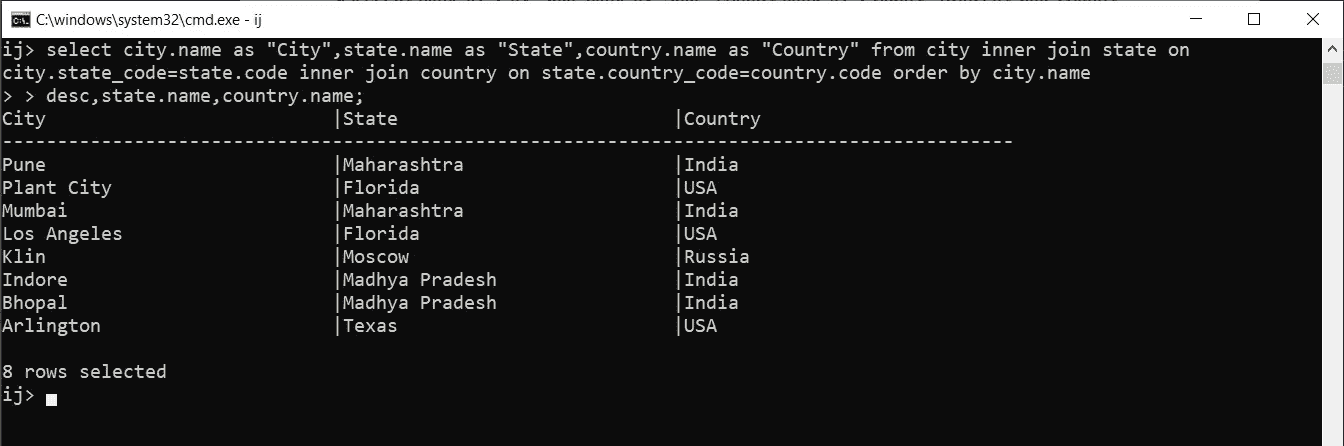 C:\windows\system32\cmd.exe - ij
ij> select city.name as "City",state.name as "State",country.name as "Country" from city inner join state on
city.state_code=state.code inner join country on state.country_code=country.code order by city.name
> > desc,state.name,country.name;
City                          |State                         |Country
--------------------------------------------------------------------------------------------
Pune                          |Maharashtra                   |India
Plant City                    |Florida                       |USA
Mumbai                        |Maharashtra                   |India
Los Angeles                   |Florida                       |USA
Klin                          |Moscow                        |Russia
Indore                        |Madhya Pradesh                |India
Bhopal                        |Madhya Pradesh                |India
Arlington                     |Texas                         |USA
8 rows selected
ij>